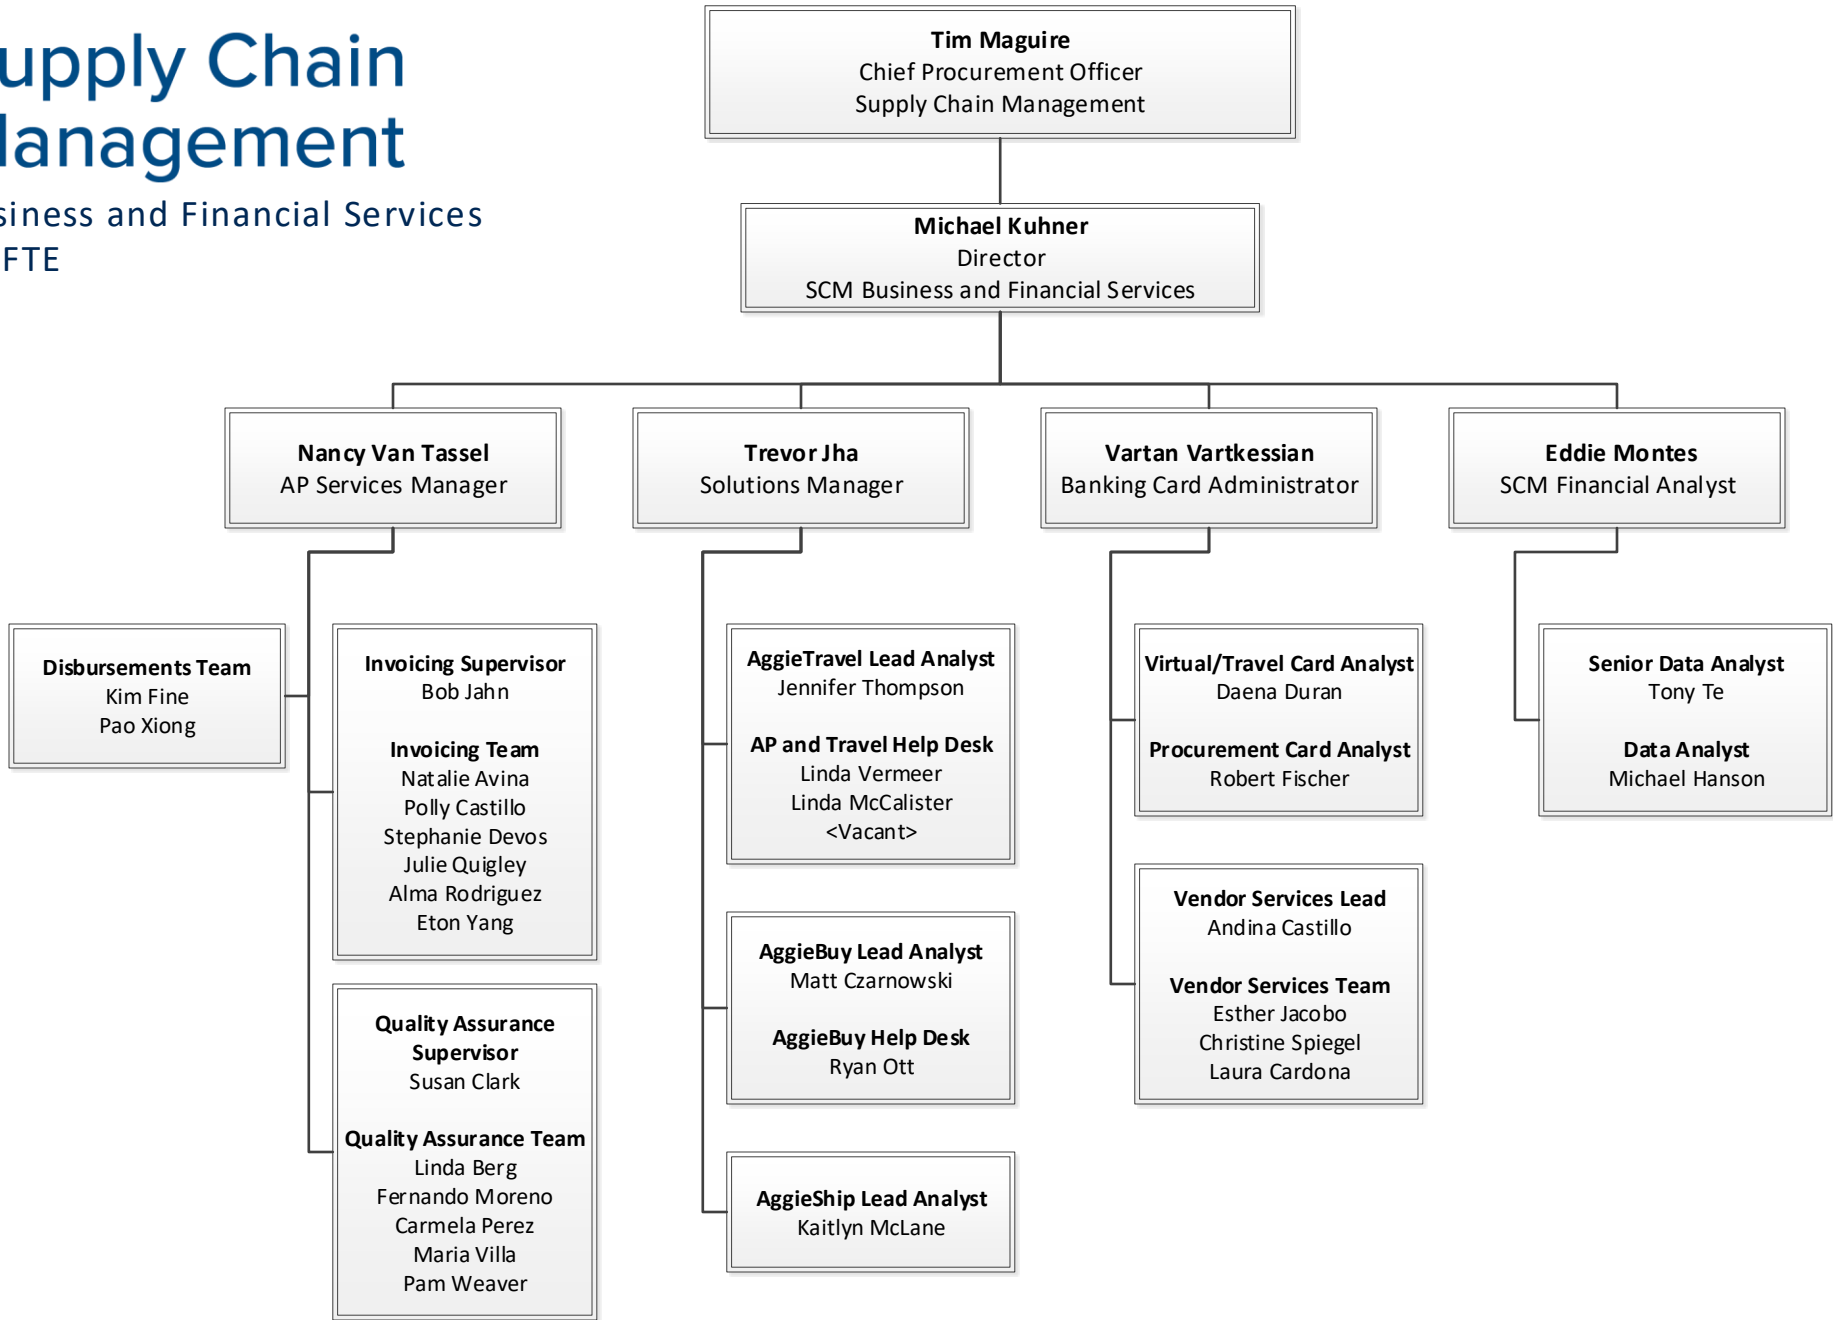 upply Chain
anagement
siness and Financial Services
FTE
Tim Maguire
Chief Procurement Officer
Supply Chain Management
Michael Kuhner
Director
SCM Business and Financial Services
Nancy Van Tassel
AP Services Manager
Trevor Jha
Solutions Manager
Vartan Vartkessian
Banking Card Administrator
Eddie Montes
SCM Financial Analyst
Disbursements Team
Kim Fine
Pao Xiong
Invoicing Supervisor
Bob Jahn
Invoicing Team
Natalie Avina
Polly Castillo
Stephanie Devos
Julie Quigley
Alma Rodriguez
Eton Yang
Quality Assurance
Supervisor
Susan Clark
Quality Assurance Team
Linda Berg
Fernando Moreno
Carmela Perez
Maria Villa
Pam Weaver
AggieTravel Lead Analyst
Jennifer Thompson
AP and Travel Help Desk
Linda Vermeer
Linda McCalister
<Vacant>
AggieBuy Lead Analyst
Matt Czarnowski
AggieBuy Help Desk
Ryan Ott
AggieShip Lead Analyst
Kaitlyn McLane
Virtual/Travel Card Analyst
Daena Duran
Procurement Card Analyst
Robert Fischer
Vendor Services Lead
Andina Castillo
Vendor Services Team
Esther Jacobo
Christine Spiegel
Laura Cardona
Senior Data Analyst
Tony Te
Data Analyst
Michael Hanson